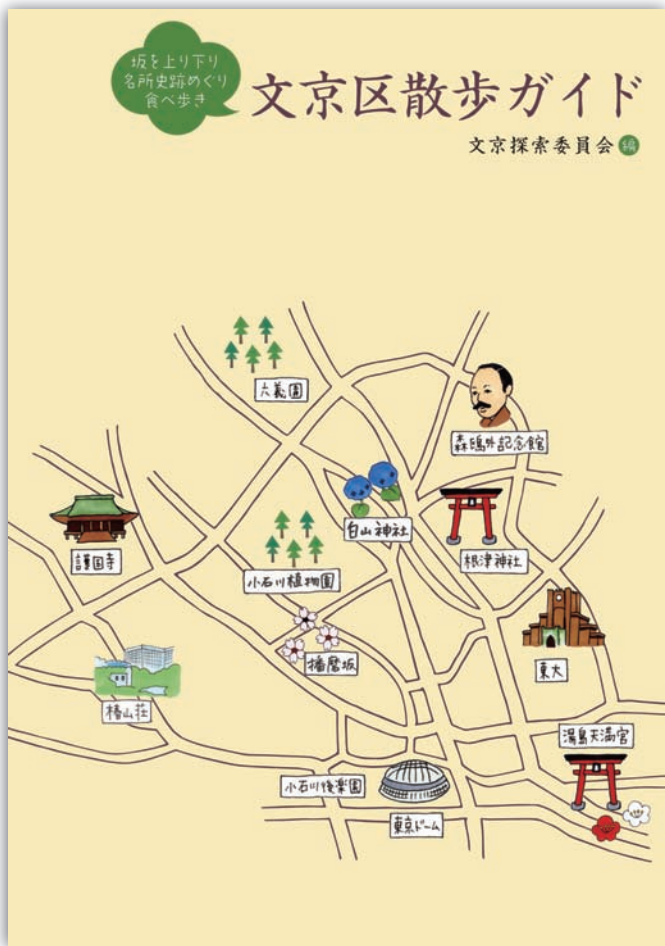 坂を上り下り
名所史跡めぐり
食べ歩き
文京区散歩ガイド
文京探索委員会 編
六義園
森鴎外記念館
白山神社
根津神社
護国寺
小石川植物園
播磨坂
東大
椿山荘
湯島天満宮
小石川後楽園
東京ドーム